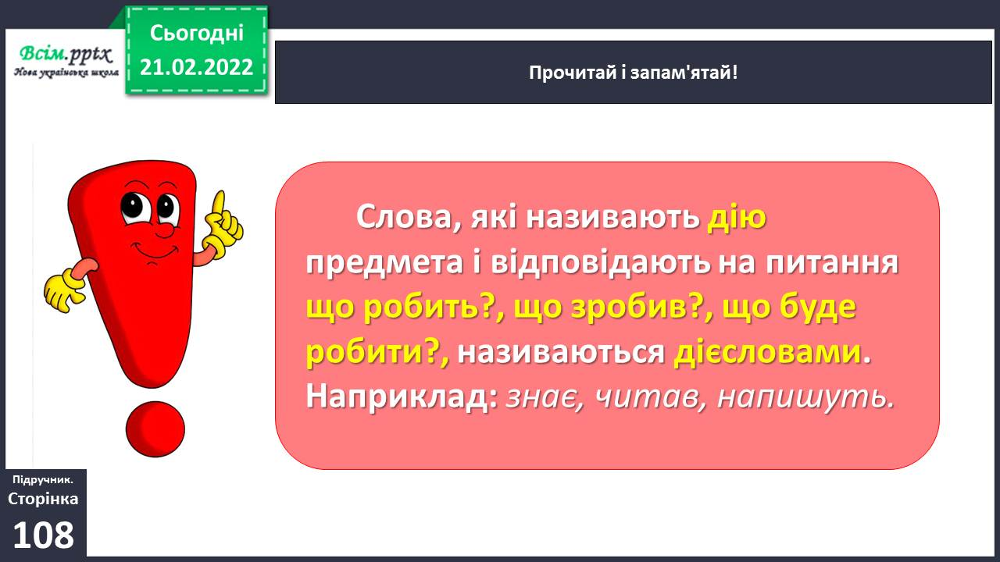 Всім.pptx
Нова українська школа
Сьогодні
21.02.2022
Прочитай і запам'ятай!
Слова, які називають дію
предмета і відповідають на питання
що робить?, що зробив?, що буде
робити?, називаються дієсловами.
Наприклад: знає, читав, напишуть.
Підручник.
Сторінка
108